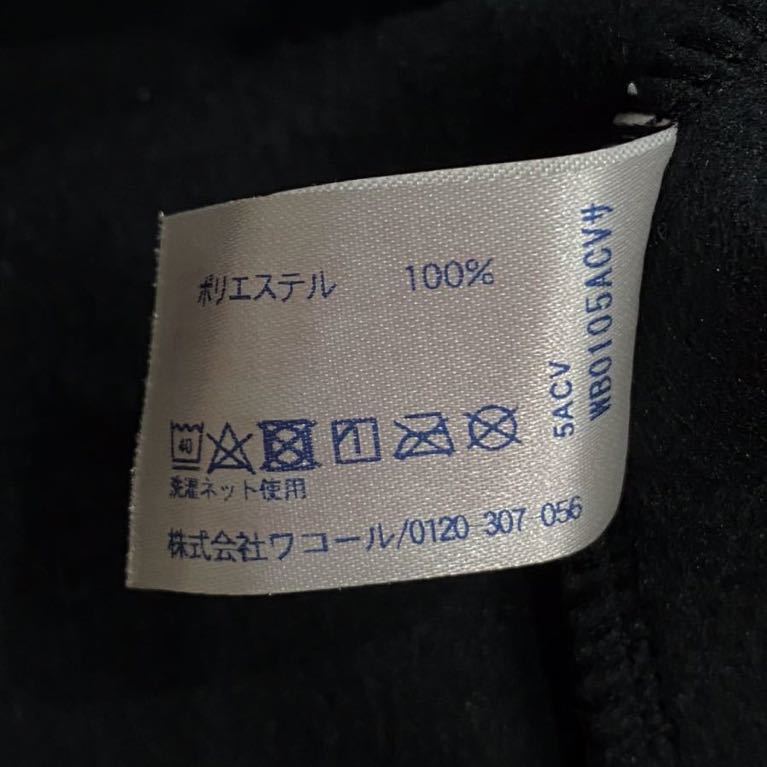 ポリエステル 100%
40
洗濯ネット使用
株式会社ワコール/0120 307 056
5ACV
WB0105ACVサ